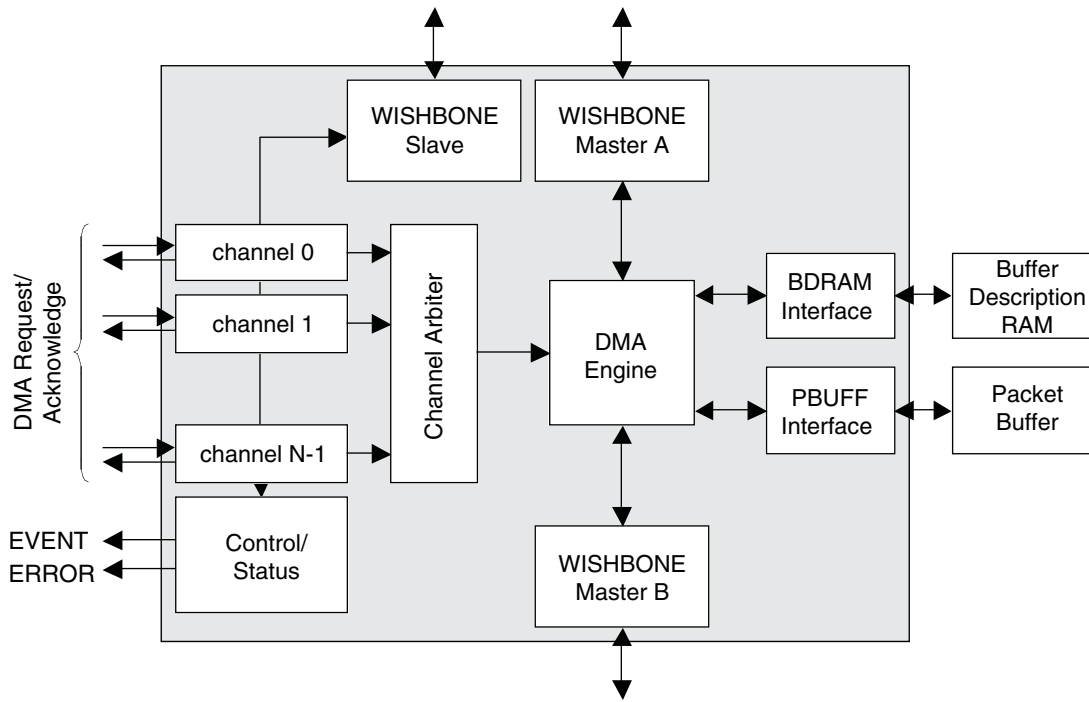 WISHBONE
Slave
WISHBONE
Master A
DMA Request/
Acknowledge
channel 0
channel 1
channel N-1
Channel Arbiter
DMA
Engine
BDRAM
Interface
Buffer
Description
RAM
PBUFF
Interface
Packet
Buffer
EVENT
ERROR
Control/
Status
WISHBONE
Master B